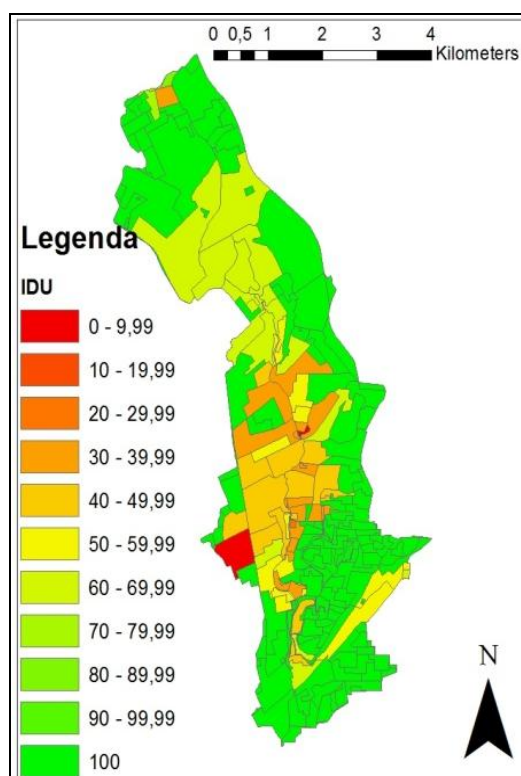 0 0,5 1 2 3 4
Kilometers
Legenda
IDU
0 - 9,99
10 - 19,99
20 - 29,99
30 - 39,99
40 - 49,99
50 - 59,99
60 - 69,99
70 - 79,99
80 - 89,99
90 - 99,99
100
N